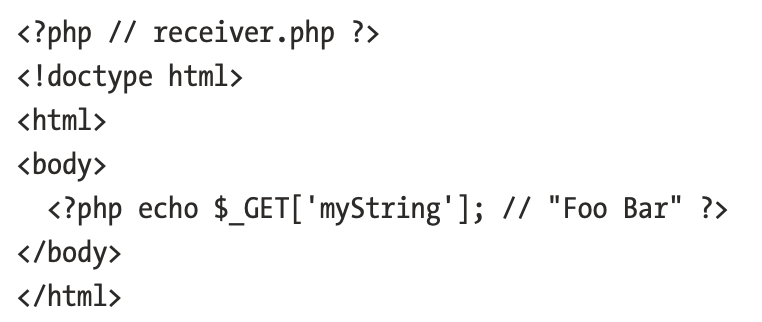 <?php // receiver.php ?>
<!doctype html>
<html>
<body>
  <?php echo $_GET['myString']; // "Foo Bar" ?>
</body>
</html>